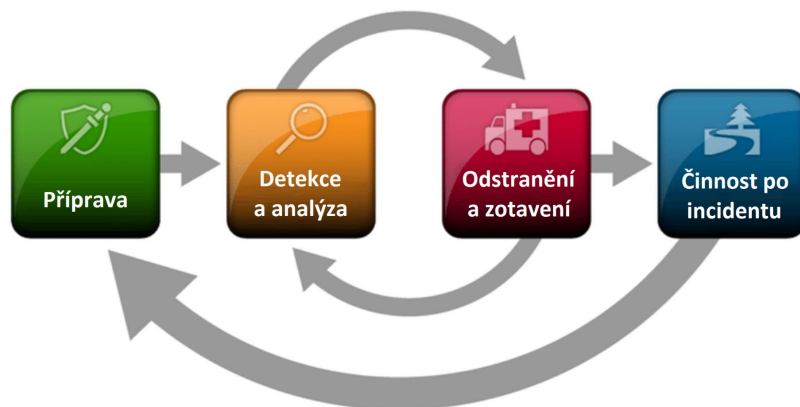 Příprava
Detekce
a analýza
Odstranění
a zotavení
Činnost po
incidentu